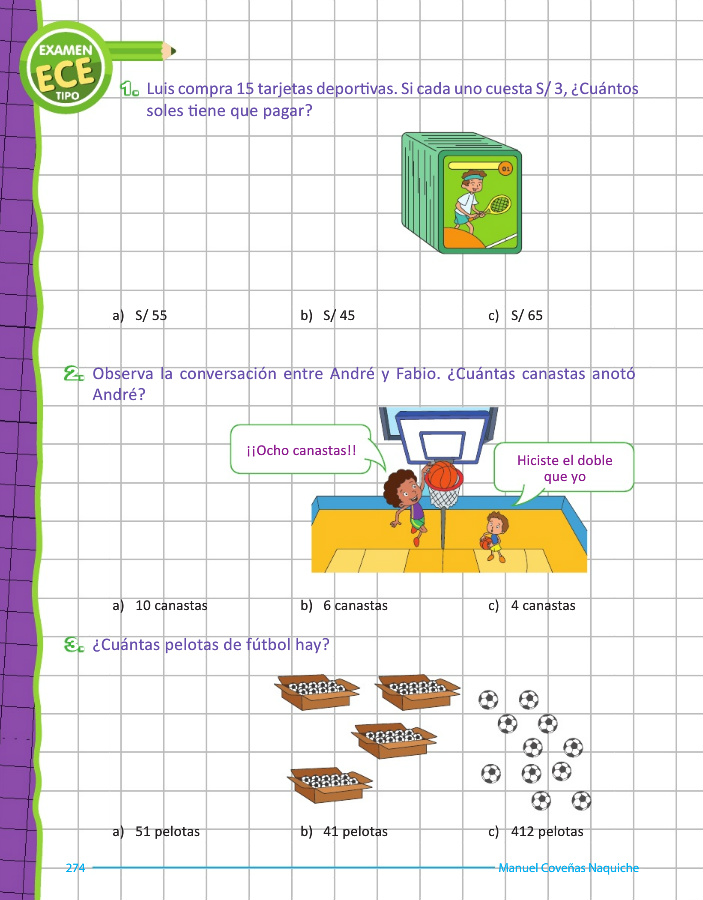 EXAMEN
ECE
TIPO
1. Luis compra 15 tarjetas deportivas. Si cada uno cuesta S/ 3, ¿Cuántos
soles tiene que pagar?
01
a) S/ 55
b) S/ 45
c) S/ 65
2. Observa la conversación entre André y Fabio. ¿Cuántas canastas anotó
André?
¡¡Ocho canastas!!
Hiciste el doble
que yo
a) 10 canastas
b) 6 canastas
c) 4 canastas
3. ¿Cuántas pelotas de fútbol hay?
a) 51 pelotas
b) 41 pelotas
c) 412 pelotas
274
Manuel Coveñas Naquiche